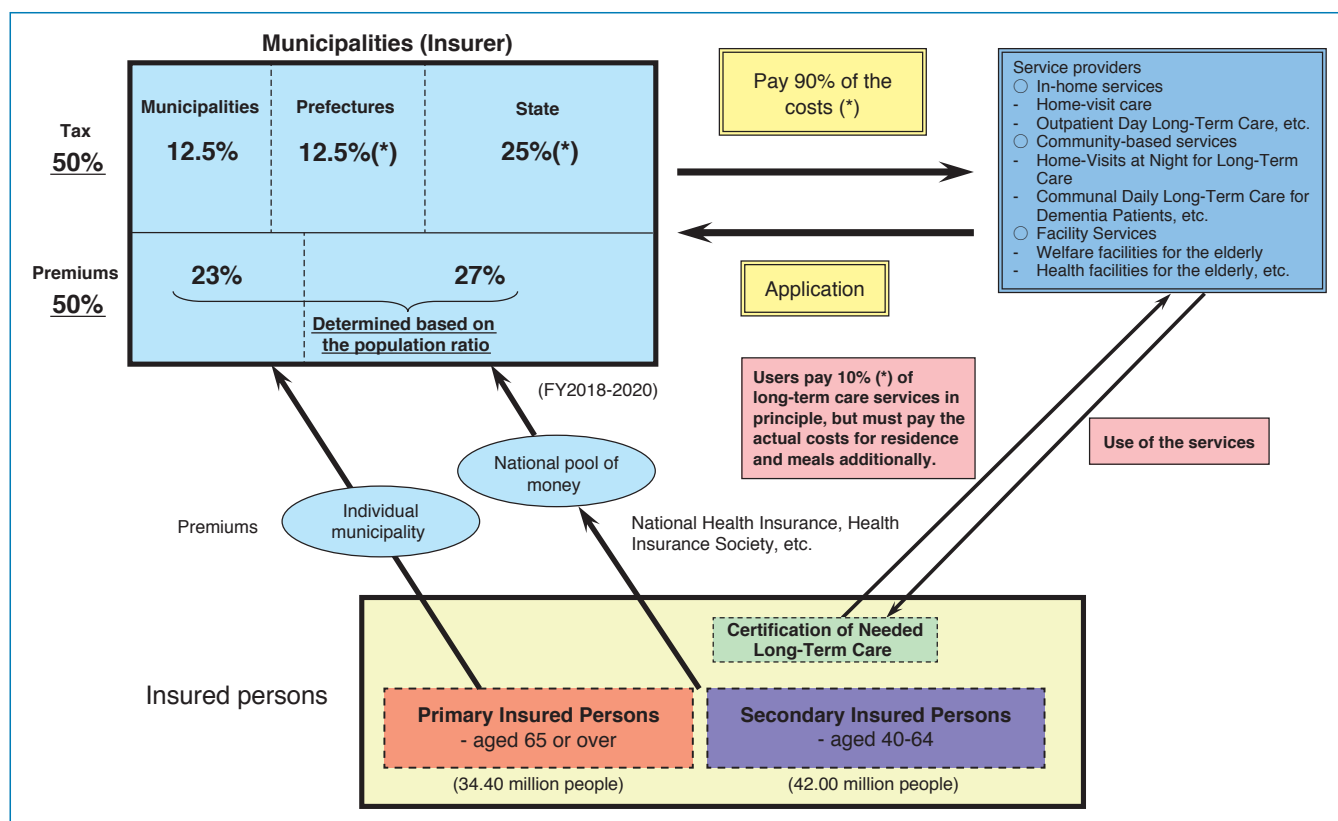 Municipalities (Insurer)
Tax
50%
Municipalities
12.5%
Prefectures
12.5%(*)
State
25%(*)
Premiums
50%
23%
27%
Determined based on
the population ratio
(FY2018-2020)
Pay 90% of the
costs (*)
Application
Service providers
○ In-home services
- Home-visit care
- Outpatient Day Long-Term Care, etc.
○ Community-based services
- Home-Visits at Night for Long-Term
Care
- Communal Daily Long-Term Care for
Dementia Patients, etc.
○ Facility Services
- Welfare facilities for the elderly
- Health facilities for the elderly, etc.
Users pay 10% (*) of
long-term care services in
principle, but must pay the
actual costs for residence
and meals additionally.
Use of the services
Premiums
Individual
municipality
National pool of
money
National Health Insurance, Health
Insurance Society, etc.
Insured persons
Certification of Needed
Long-Term Care
Primary Insured Persons
- aged 65 or over
(34.40 million people)
Secondary Insured Persons
- aged 40-64
(42.00 million people)